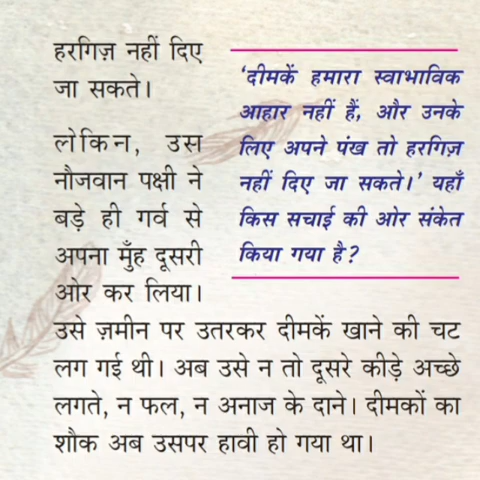 हरगिज़ नहीं दिए
जा सकते।
लेकिन, उस
नौजवान पक्षी ने
बड़े ही गर्व से
अपना मुँह दूसरी
ओर कर लिया।
'दीमकें हमारा स्वाभाविक
आहार नहीं हैं, और उनके
लिए अपने पंख तो हरगिज़
नहीं दिए जा सकते।' यहाँ
किस सचाई की ओर संकेत
किया गया है?
उसे ज़मीन पर उतरकर दीमकें खाने की चट
लग गई थी। अब उसे न तो दूसरे कीड़े अच्छे
लगते, न फल, न अनाज के दाने। दीमकों का
शौक अब उसपर हावी हो गया था।